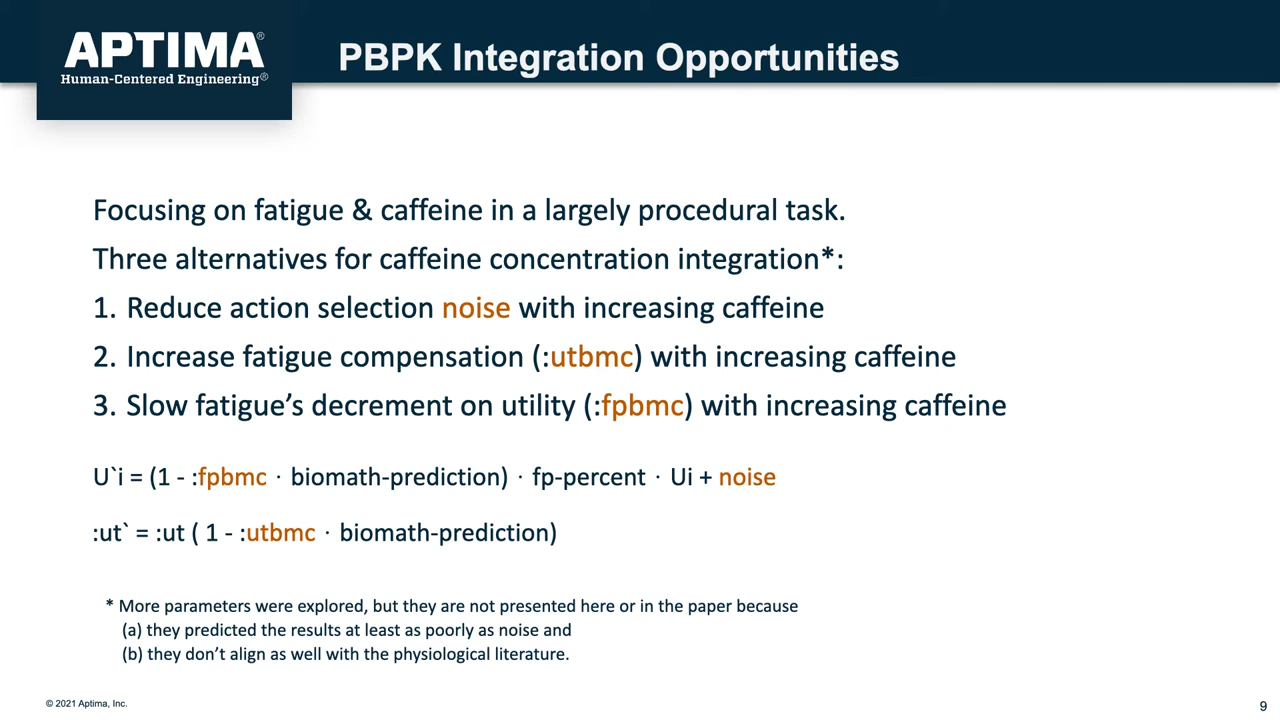 APTIMA®
Human-Centered Engineering®
PBPK Integration Opportunities
Focusing on fatigue & caffeine in a largely procedural task.
Three alternatives for caffeine concentration integration*:
1. Reduce action selection noise with increasing caffeine
2. Increase fatigue compensation (:utbmc) with increasing caffeine
3. Slow fatigue’s decrement on utility (:fpbmc) with increasing caffeine
U`i = (1 - :fpbmc · biomath-prediction) · fp-percent · Ui + noise
:ut` = :ut ( 1 - :utbmc · biomath-prediction)
* More parameters were explored, but they are not presented here or in the paper because
(a) they predicted the results at least as poorly as noise and
(b) they don’t align as well with the physiological literature.
© 2021 Aptima, Inc.
9